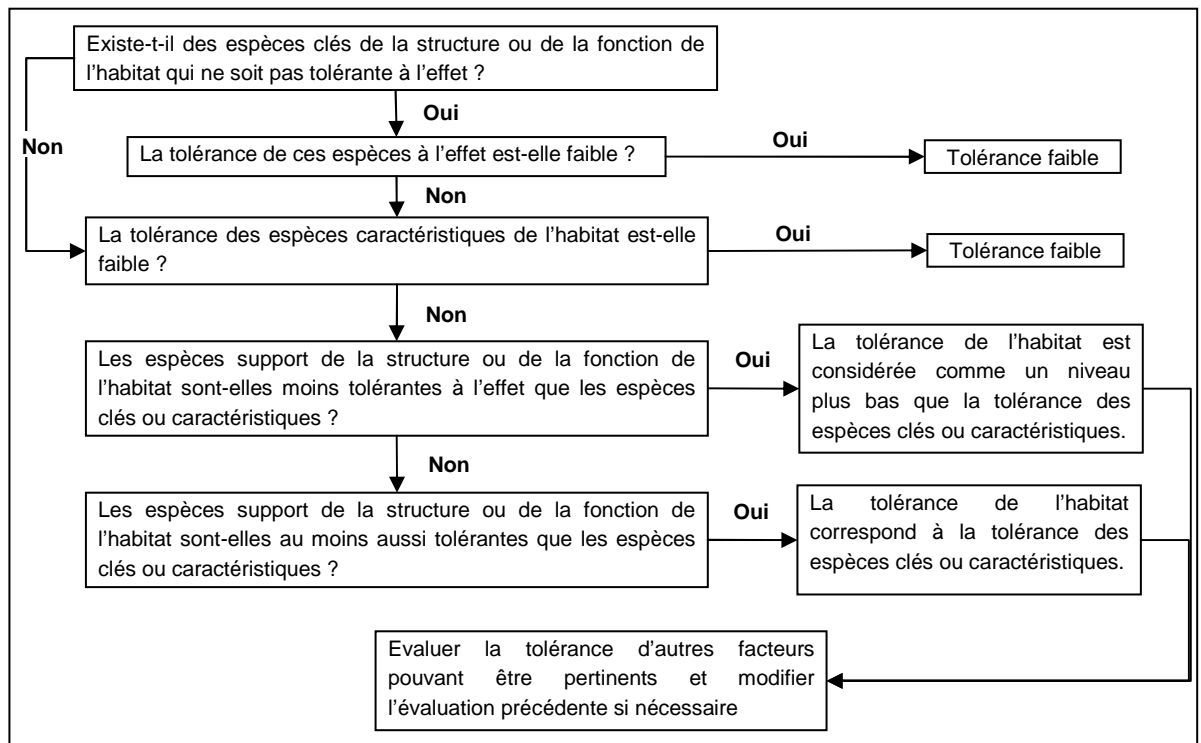 Existe-t-il des espèces clés de la structure ou de la fonction de
l'habitat qui ne soit pas tolérante à l'effet ?
Oui
Non
La tolérance de ces espèces à l'effet est-elle faible ?
Oui
Tolérance faible
Non
La tolérance des espèces caractéristiques de l'habitat est-elle
faible ?
Oui
Tolérance faible
Non
Les espèces support de la structure ou de la fonction de
l'habitat sont-elles moins tolérantes à l'effet que les espèces
clés ou caractéristiques ?
Oui
La tolérance de l'habitat est
considérée comme un niveau
plus bas que la tolérance des
espèces clés ou caractéristiques.
Non
Les espèces support de la structure ou de la fonction de
l'habitat sont-elles au moins aussi tolérantes que les espèces
clés ou caractéristiques ?
Oui
La tolérance de l'habitat
correspond à la tolérance des
espèces clés ou caractéristiques.
Evaluer la tolérance d'autres facteurs
pouvant être pertinents et modifier
l'évaluation précédente si nécessaire